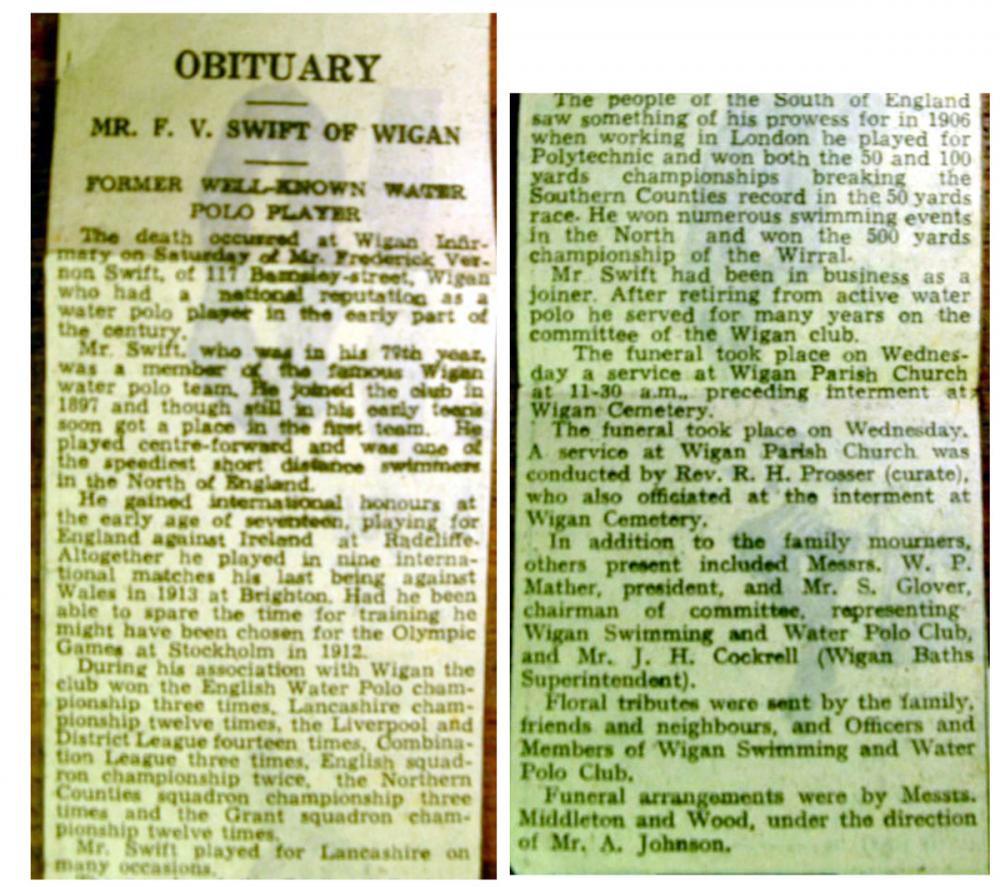 OBITUARY
MR. F. V. SWIFT OF WIGAN
FORMER WELL-KNOWN WATER
POLO PLAYER
The death occurred at Wigan Infir-
mary on Saturday of Mr. Frederick Ver-
non Swift, of 117 Barnsley-street, Wigan
who had a national reputation as a
water polo player in the early part of
the century.
Mr. Swift, who was in his 79th year,
was a member of the famous Wigan
water polo team. He joined the club in
1897 and though still in his early teens
soon got a place in the first team. He
played centre-forward and was one of
the speediest short distance swimmers
in the North of England.
He gained international honours at
the early age of seventeen, playing for
England against Ireland at Radcliffe.
Altogether he played in nine interna-
tional matches his last being against
Wales in 1913 at Brighton. Had he been
able to spare the time for training he
might have been chosen for the Olympic
Games at Stockholm in 1912.
During his association with Wigan the
club won the English Water Polo cham-
pionship three times, Lancashire cham-
pionship twelve times, the Liverpool and
District League fourteen times, Combina-
tion League three times, English squad-
ron championship twice, the Northern
Counties squadron championship three
times and the Grant squadron cham-
pionship twelve times.
Mr. Swift played for Lancashire on
many occasions.
The people of the South of England
saw something of his prowess for in 1906
when working in London he played for
Polytechnic and won both the 50 and 100
yards championships breaking the
Southern Counties record in the 50 yards
race. He won numerous swimming events
in the North and won the 500 yards
championship of the Wirral.
Mr. Swift had been in business as a
joiner. After retiring from active water
polo he served for many years on the
committee of the Wigan club.
The funeral took place on Wednes-
day a service at Wigan Parish Church
at 11-30 a.m., preceding interment at
Wigan Cemetery.
The funeral took place on Wednesday.
A service at Wigan Parish Church was
conducted by Rev. R. H. Prosser (curate),
who also officiated at the interment at
Wigan Cemetery.
In addition to the family mourners,
others present included Messrs. W. P.
Mather, president, and Mr. S. Glover,
chairman of committee, representing
Wigan Swimming and Water Polo Club,
and Mr. J. H. Cockrell (Wigan Baths
Superintendent).
Floral tributes were sent by the family,
friends and neighbours, and Officers and
Members of Wigan Swimming and Water
Polo Club.
Funeral arrangements were by Messts.
Middleton and Wood, under the direction
of Mr. A. Johnson.